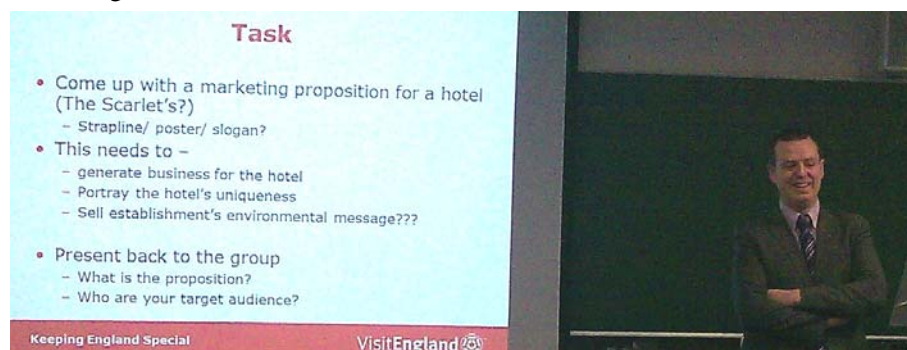 Task
• Come up with a marketing proposition for a hotel
(The Scarlet's?)
– Strapline/ poster/ slogan?
• This needs to –
– generate business for the hotel
– Portray the hotel's uniqueness
– Sell establishment's environmental message???
• Present back to the group
– What is the proposition?
– Who are your target audience?
Keeping England Special
VisitEngland